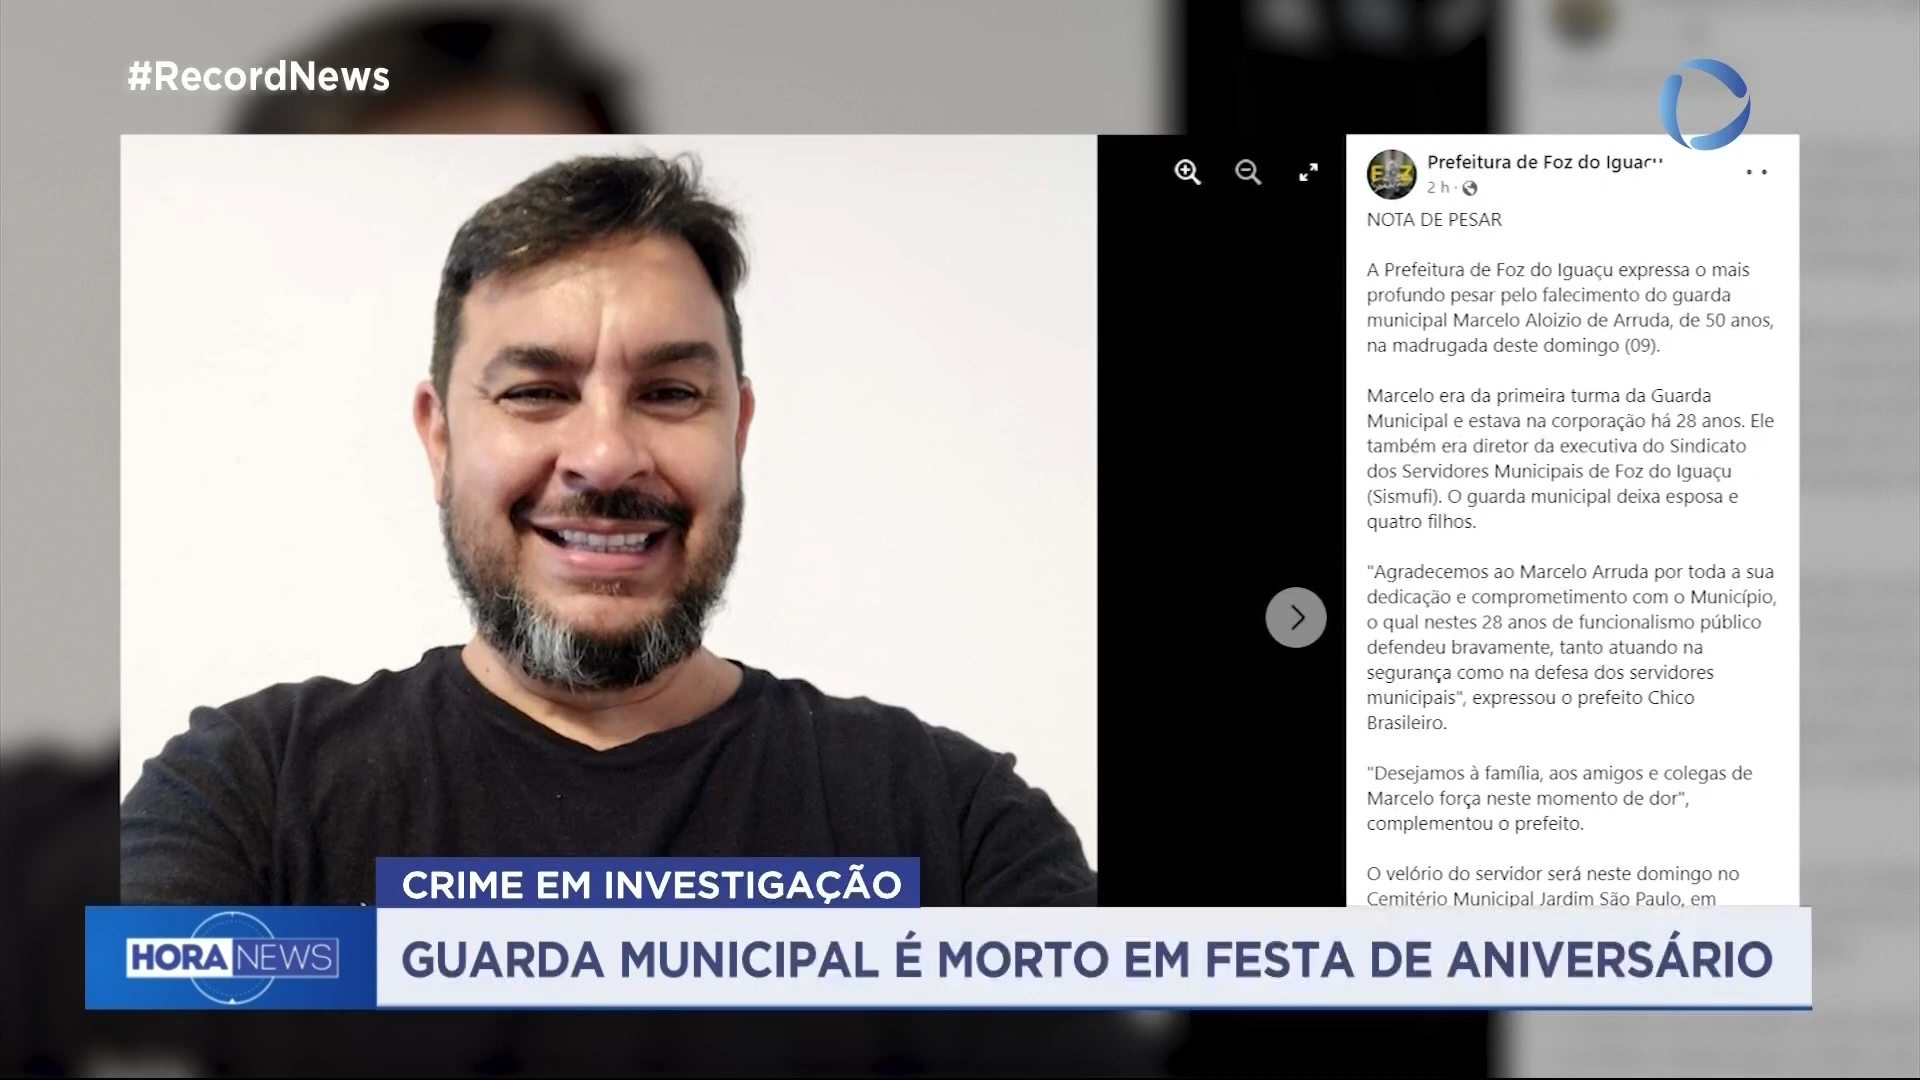 #RecordNews
Prefeitura de Foz do Iguaçu
2 h ·
NOTA DE PESAR
A Prefeitura de Foz do Iguaçu expressa o mais
profundo pesar pelo falecimento do guarda
municipal Marcelo Aloizio de Arruda, de 50 anos,
na madrugada deste domingo (09).
Marcelo era da primeira turma da Guarda
Municipal e estava na corporação há 28 anos. Ele
também era diretor da executiva do Sindicato
dos Servidores Municipais de Foz do Iguaçu
(Sismufi). O guarda municipal deixa esposa e
quatro filhos.
"Agradecemos ao Marcelo Arruda por toda a sua
dedicação e comprometimento com o Município,
o qual nestes 28 anos de funcionalismo público
defendeu bravamente, tanto atuando na
segurança como na defesa dos servidores
municipais", expressou o prefeito Chico
Brasileiro.
"Desejamos à família, aos amigos e colegas de
Marcelo força neste momento de dor",
complementou o prefeito.
O velório do servidor será neste domingo no
Cemitério Municipal Jardim São Paulo, em
CRIME EM INVESTIGAÇÃO
HORA NEWS
GUARDA MUNICIPAL É MORTO EM FESTA DE ANIVERSÁRIO